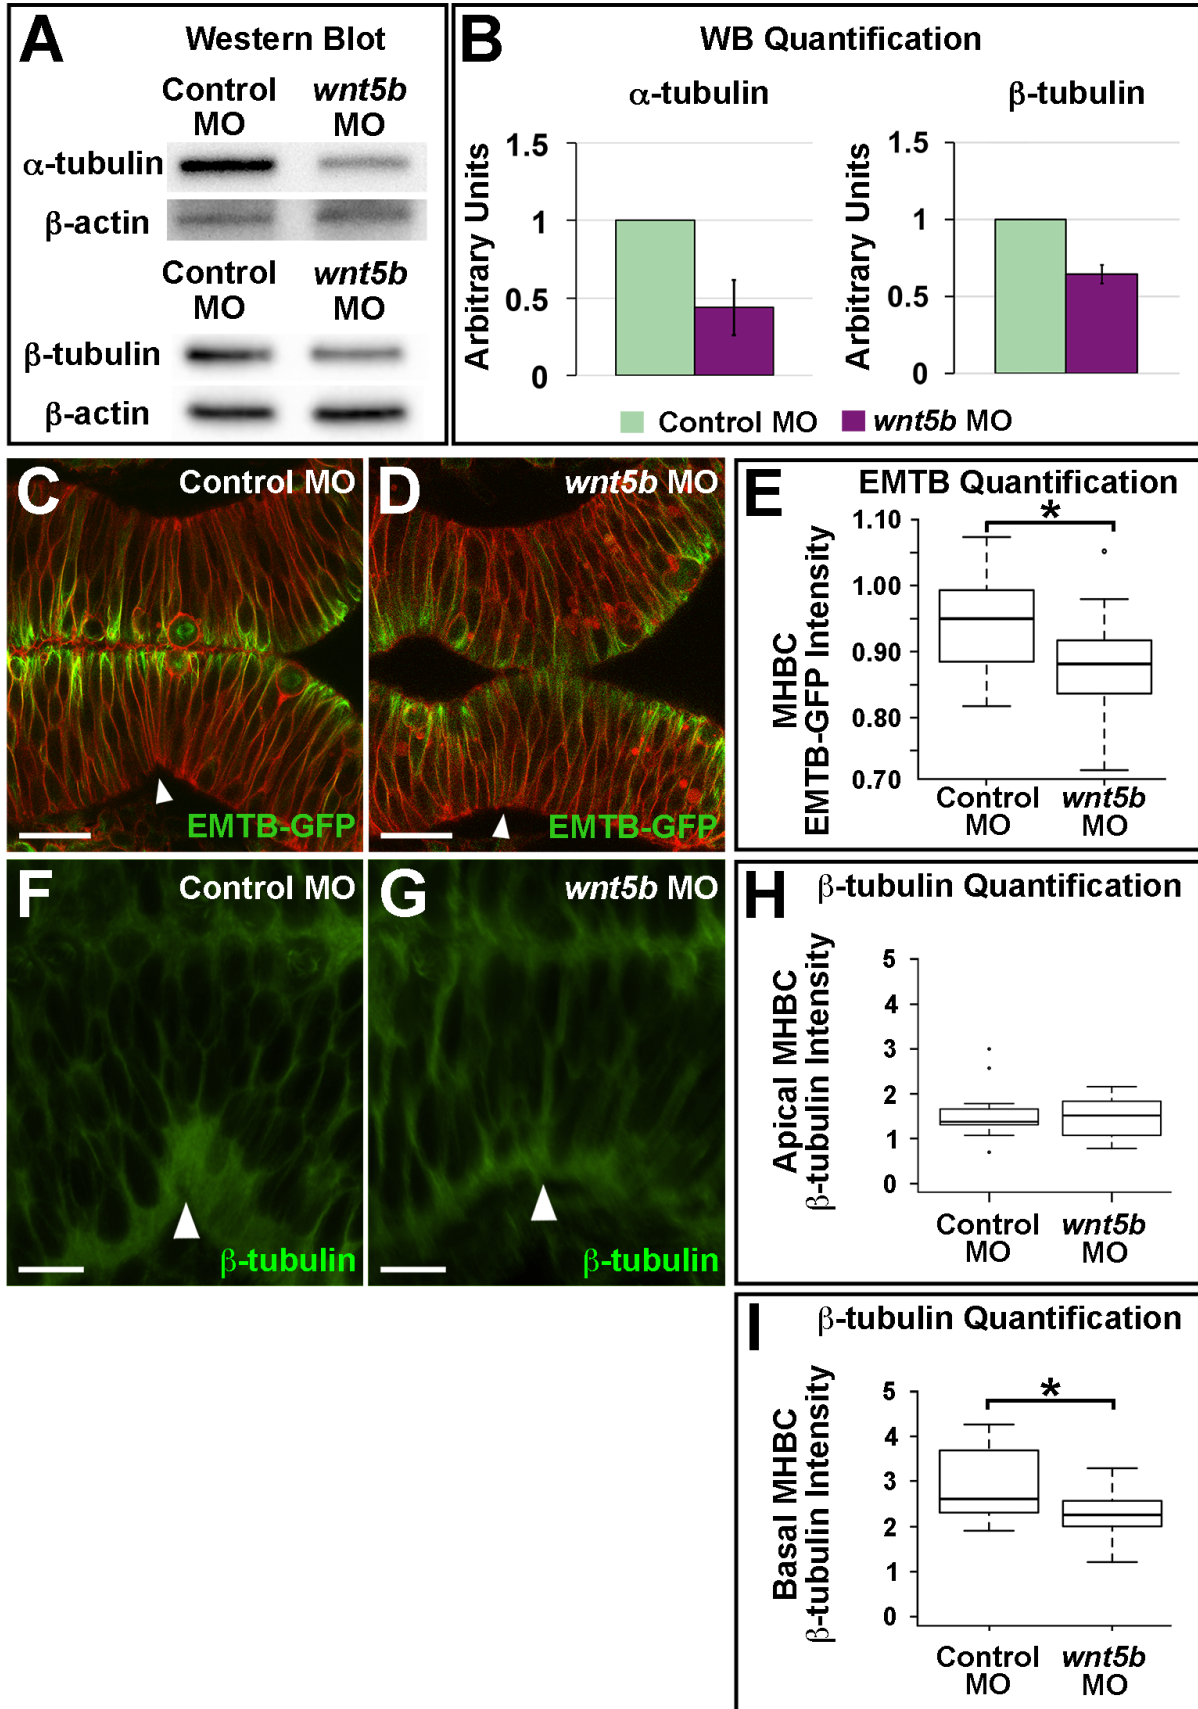 A
Western Blot
Control MO
wnt5b MO
α-tubulin
β-actin
Control MO
wnt5b MO
β-tubulin
β-actin
B
WB Quantification
α-tubulin
Arbitrary Units
1.5
1
0.5
0
β-tubulin
Arbitrary Units
1.5
1
0.5
0
Control MO
wnt5b MO
C
Control MO
EMTB-GFP
D
wnt5b MO
EMTB-GFP
E
EMTB Quantification
MHBC
EMTB-GFP Intensity
1.10
1.00
0.90
0.80
0.70
*
Control MO
wnt5b MO
F
Control MO
β-tubulin
G
wnt5b MO
β-tubulin
H
β-tubulin Quantification
Apical MHBC
β-tubulin Intensity
5
4
3
2
1
0
Control MO
wnt5b MO
I
β-tubulin Quantification
Basal MHBC
β-tubulin Intensity
5
4
3
2
1
0
*
Control MO
wnt5b MO